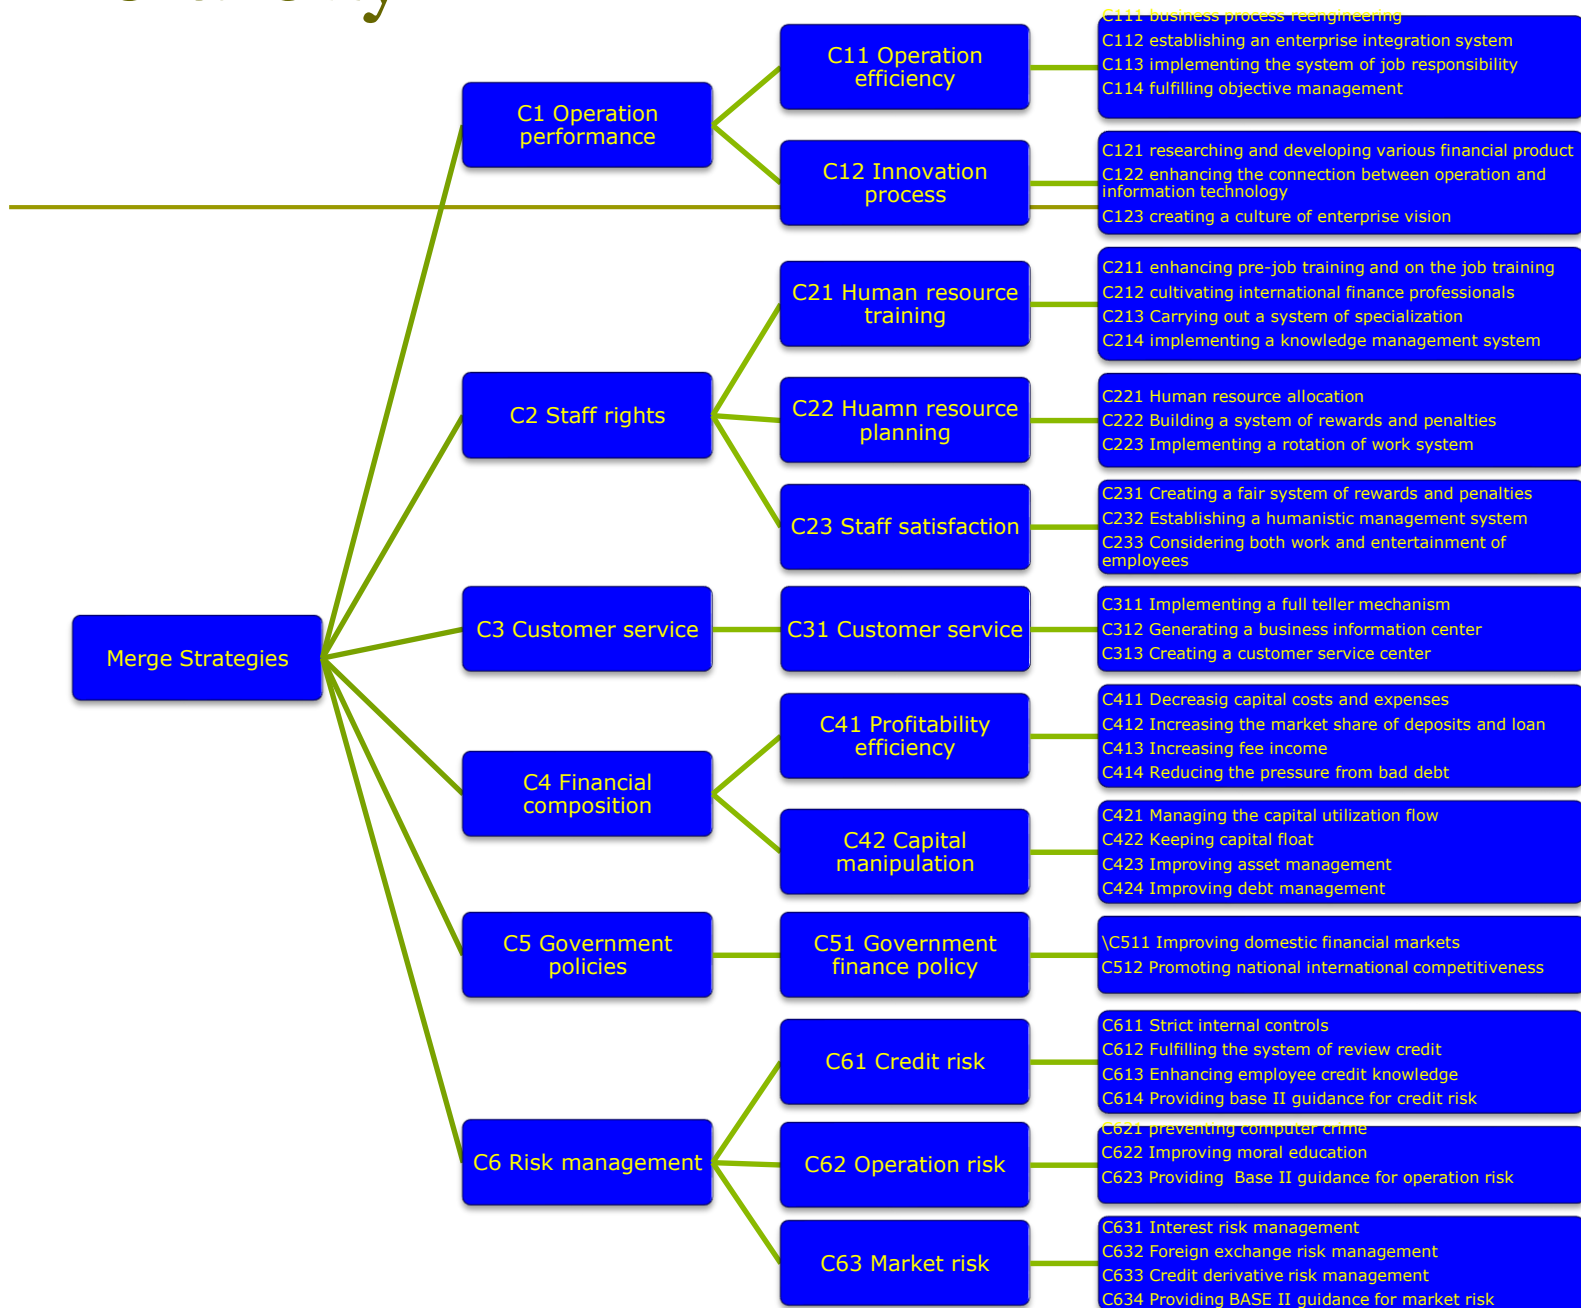 C11 Operation
efficiency
C111 business process reengineering
C112 establishing an enterprise integration system
C113 implementing the system of job responsibility
C114 fulfilling objective management
C1 Operation
performance
C12 Innovation
process
C121 researching and developing various financial product
C122 enhancing the connection between operation and
information technology
C123 creating a culture of enterprise vision
C21 Human resource
training
C211 enhancing pre-job training and on the job training
C212 cultivating international finance professionals
C213 Carrying out a system of specialization
C214 implementing a knowledge management system
C2 Staff rights
C22 Huamn resource
planning
C221 Human resource allocation
C222 Building a system of rewards and penalties
C223 Implementing a rotation of work system
C23 Staff satisfaction
C231 Creating a fair system of rewards and penalties
C232 Establishing a humanistic management system
C233 Considering both work and entertainment of
employees
Merge Strategies
C3 Customer service
C31 Customer service
C311 Implementing a full teller mechanism
C312 Generating a business information center
C313 Creating a customer service center
C41 Profitability
efficiency
C411 Decreasig capital costs and expenses
C412 Increasing the market share of deposits and loan
C413 Increasing fee income
C414 Reducing the pressure from bad debt
C4 Financial
composition
C42 Capital
manipulation
C421 Managing the capital utilization flow
C422 Keeping capital float
C423 Improving asset management
C424 Improving debt management
C5 Government
policies
C51 Government
finance policy
\C511 Improving domestic financial markets
C512 Promoting national international competitiveness
C61 Credit risk
C611 Strict internal controls
C612 Fulfilling the system of review credit
C613 Enhancing employee credit knowledge
C614 Providing base II guidance for credit risk
C6 Risk management
C62 Operation risk
C621 preventing computer crime
C622 Improving moral education
C623 Providing  Base II guidance for operation risk
C63 Market risk
C631 Interest risk management
C632 Foreign exchange risk management
C633 Credit derivative risk management
C634 Providing BASE II guidance for market risk